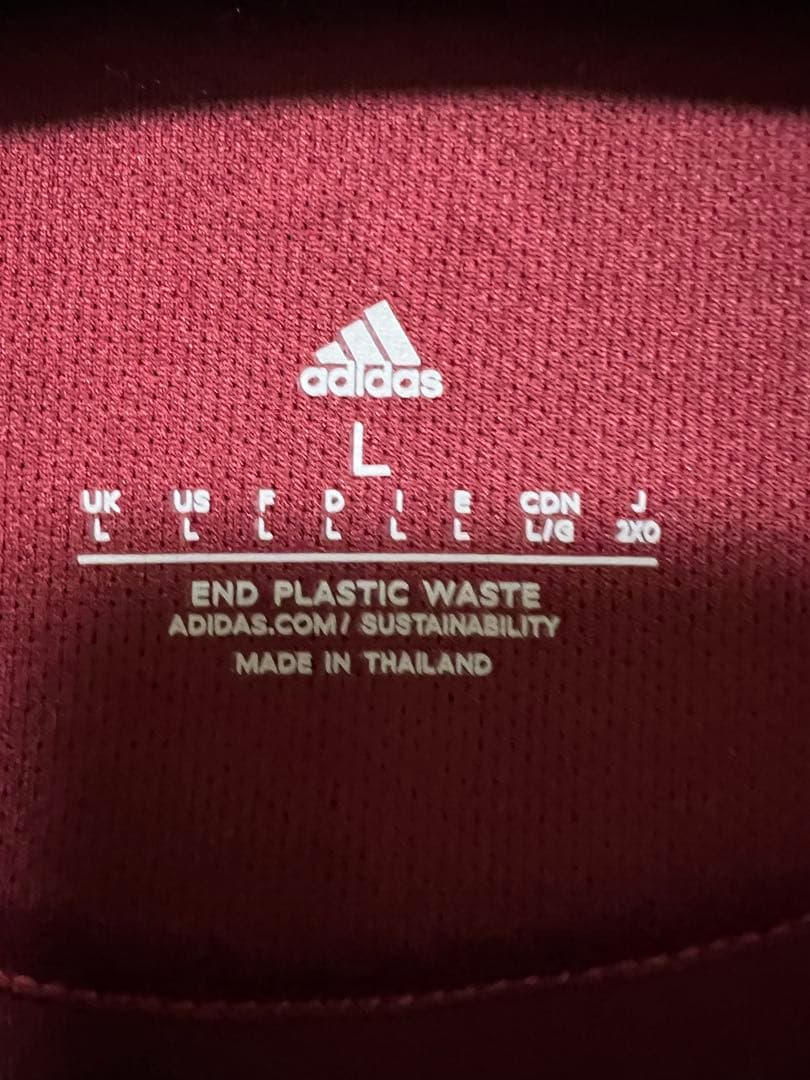 adidas
L
UK US F D I E CDN J
L L L L L L L/G 2XO
END PLASTIC WASTE
ADIDAS.COM/ SUSTAINABILITY
MADE IN THAILAND